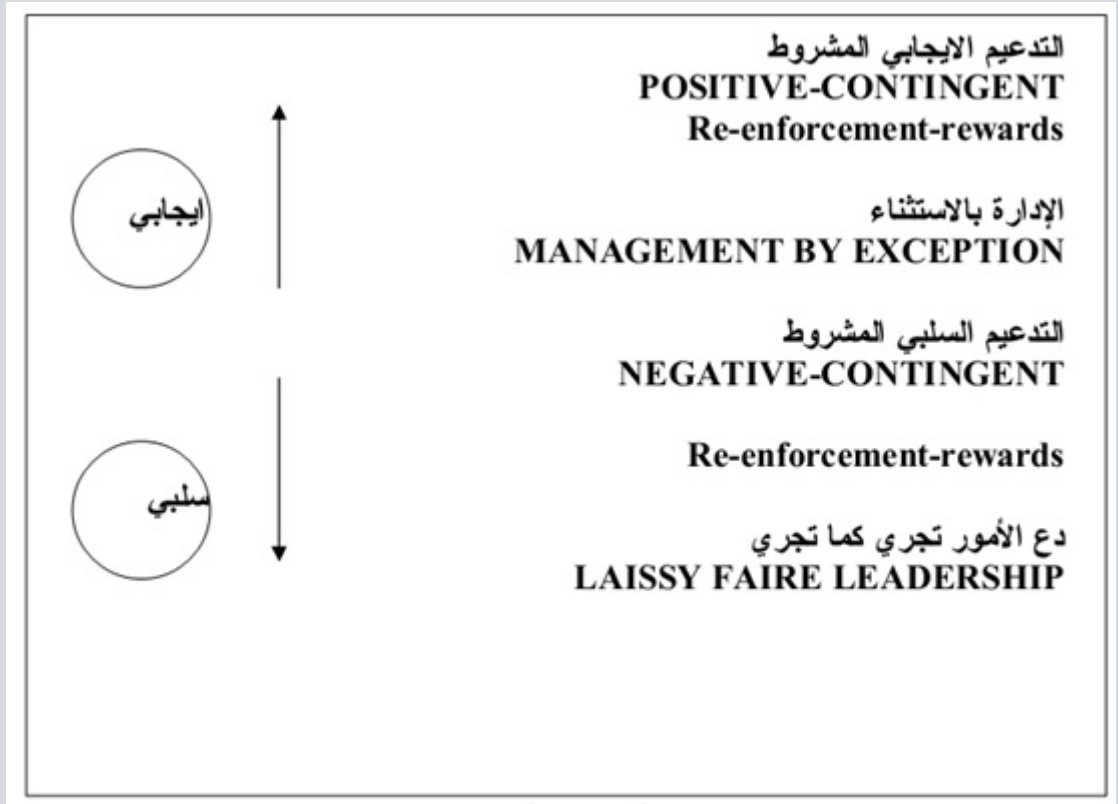 التدعيم الايجابي المشروط
POSITIVE-CONTINGENT
Re-enforcement-rewards
ايجابي
الإدارة بالاستثناء
MANAGEMENT BY EXCEPTION
التدعيم السلبي المشروط
NEGATIVE-CONTINGENT
Re-enforcement-rewards
سلبي
دع الأمور تجري كما تجري
LAISSY FAIRE LEADERSHIP